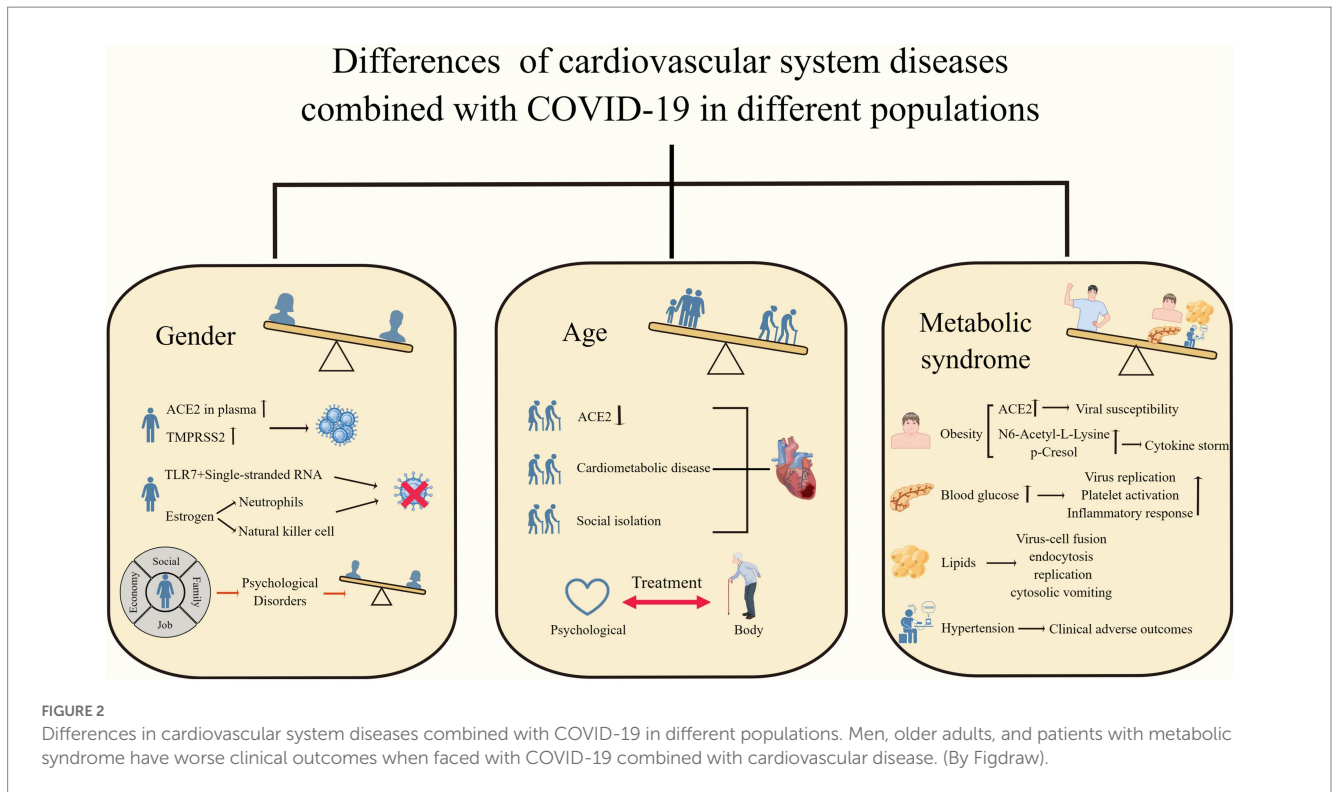 Differences of cardiovascular system diseases
combined with COVID-19 in different populations
Gender
ACE2 in plasma
TMPRSS2
TLR7+Single-stranded RNA
Estrogen
Neutrophils
Natural killer cell
Social
Economy
Family
Job
Psychological
Disorders
Age
ACE2
Cardiometabolic disease
Social isolation
Treatment
Psychological
Body
Metabolic
syndrome
Obesity
ACE2
Viral susceptibility
N6-Acetyl-L-Lysine
p-Cresol
Cytokine storm
Blood glucose
Virus replication
Platelet activation
Inflammatory response
Lipids
Virus-cell fusion
endocytosis
replication
cytosolic vomiting
Hypertension
Clinical adverse outcomes
FIGURE 2
Differences in cardiovascular system diseases combined with COVID-19 in different populations. Men, older adults, and patients with metabolic
syndrome have worse clinical outcomes when faced with COVID-19 combined with cardiovascular disease. (By Figdraw).